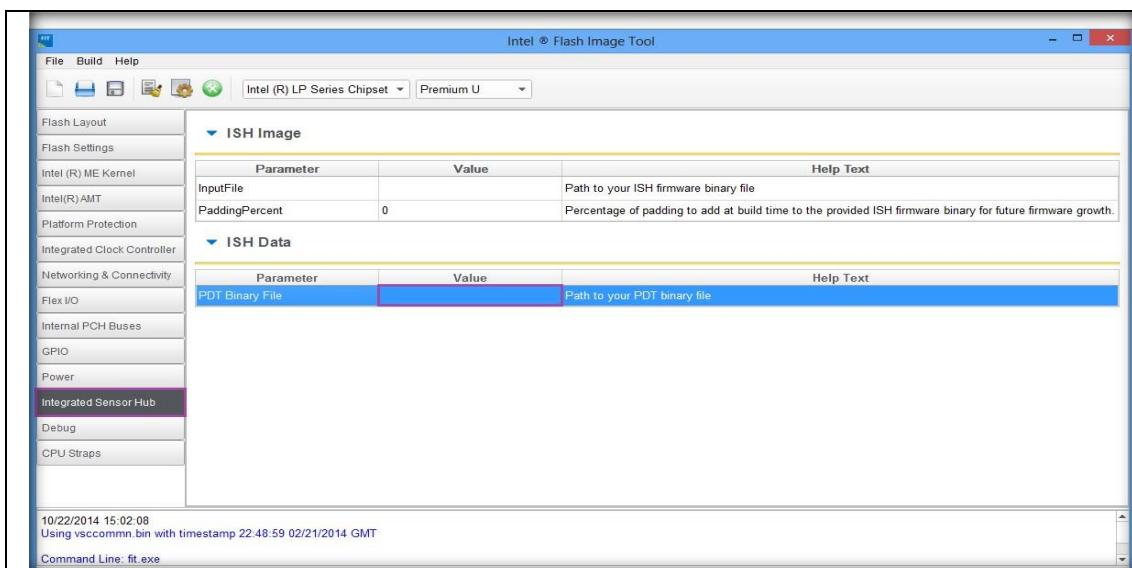 FIT
Intel ® Flash Image Tool
File Build Help
Intel (R) LP Series Chipset Premium U
Flash Layout
Flash Settings
Intel (R) ME Kernel
Intel(R) AMT
Platform Protection
Integrated Clock Controller
Networking & Connectivity
Flex I/O
Internal PCH Buses
GPIO
Power
Integrated Sensor Hub
Debug
CPU Straps
ISH Image
Parameter Value Help Text
InputFile Path to your ISH firmware binary file
PaddingPercent 0 Percentage of padding to add at build time to the provided ISH firmware binary for future firmware growth.
ISH Data
Parameter Value Help Text
PDT Binary File Path to your PDT binary file
10/22/2014 15:02:08
Using vsccommn.bin with timestamp 22:48:59 02/21/2014 GMT
Command Line: fit.exe